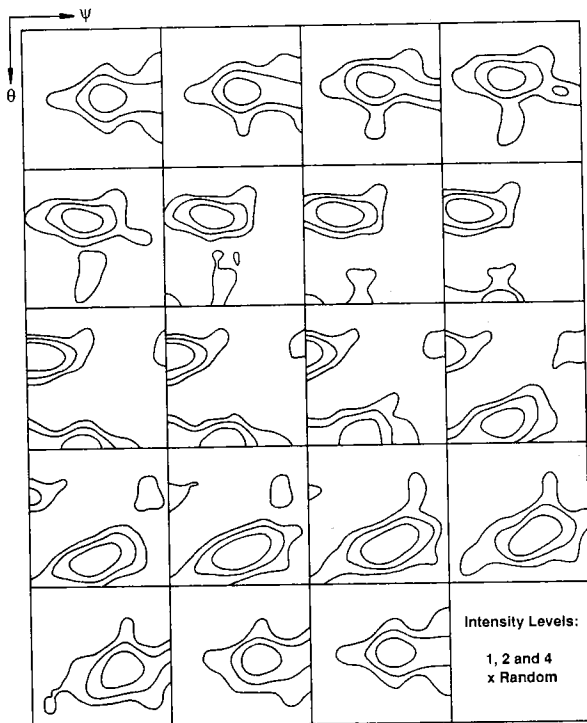 ψ
θ
Intensity Levels:
1, 2 and 4
x Random